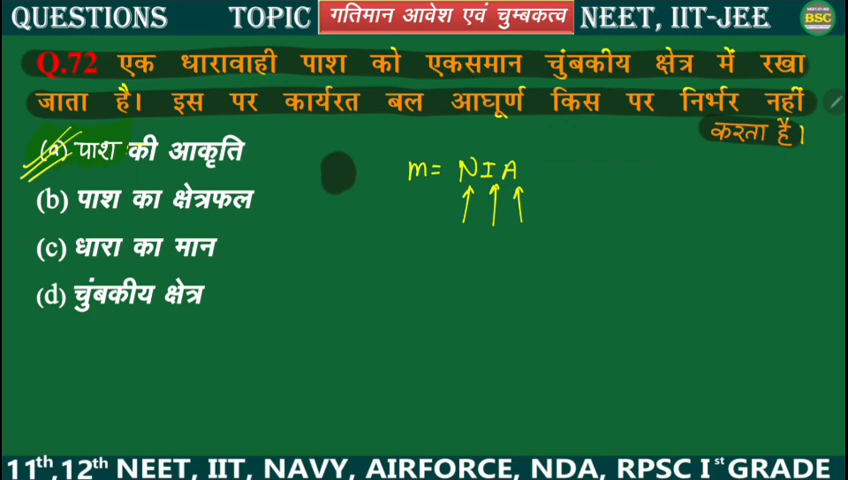 QUESTIONS TOPIC गतिमान आवेश एवं चुम्बकत्व NEET, IIT-JEE
BSC
Q.72 एक धारावाही पाश को एकसमान चुंबकीय क्षेत्र में रखा
जाता है। इस पर कार्यरत बल आघूर्ण किस पर निर्भर नहीं
करता है।
(a) पाश की आकृति
m= NIA
(b) पाश का क्षेत्रफल
(c) धारा का मान
(d) चुंबकीय क्षेत्र
11th,12th NEET, IIT, NAVY, AIRFORCE, NDA, RPSC Ist GRADE